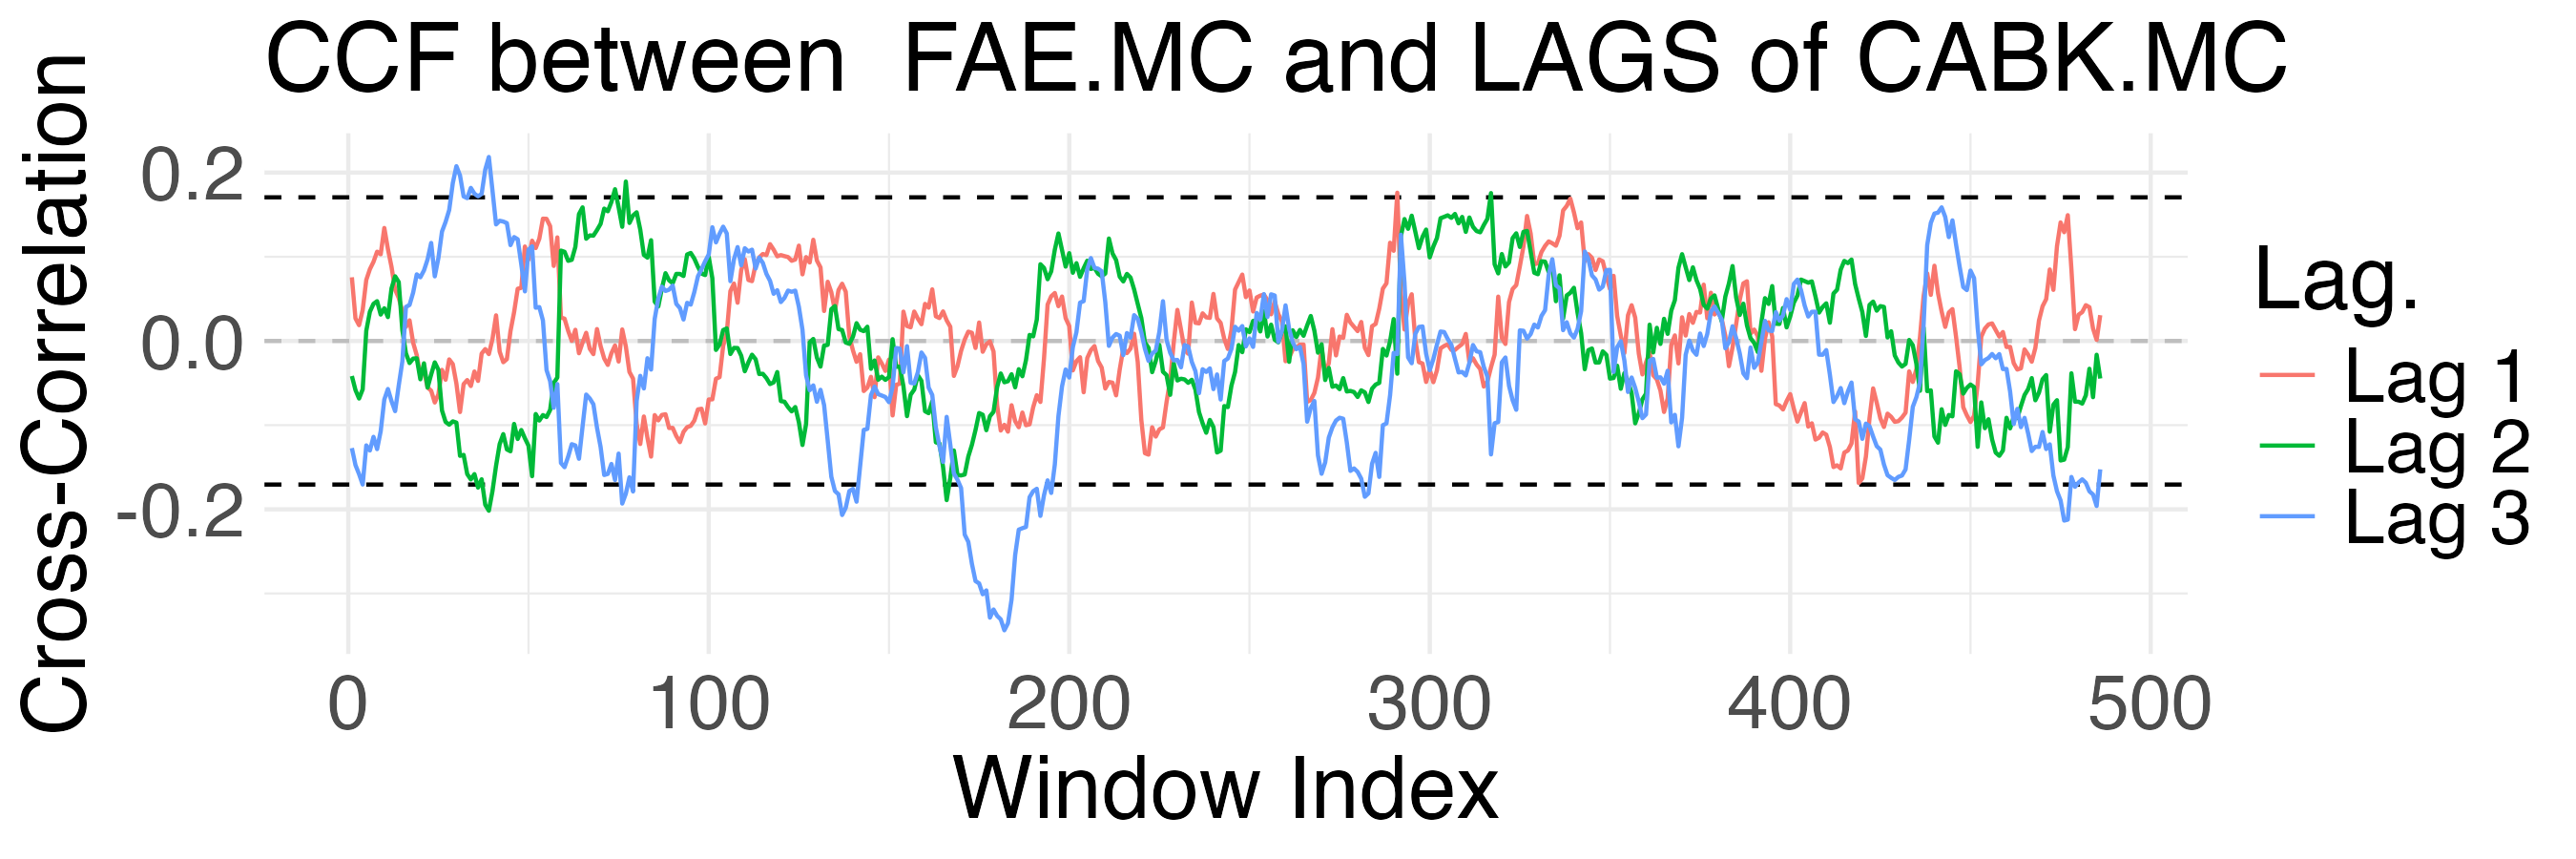 CCF between  FAE.MC and LAGS of CABK.MC
Cross-Correlation
0.2
0.0
-0.2
0 100 200 300 400 500
Window Index
Lag.
Lag 1
Lag 2
Lag 3